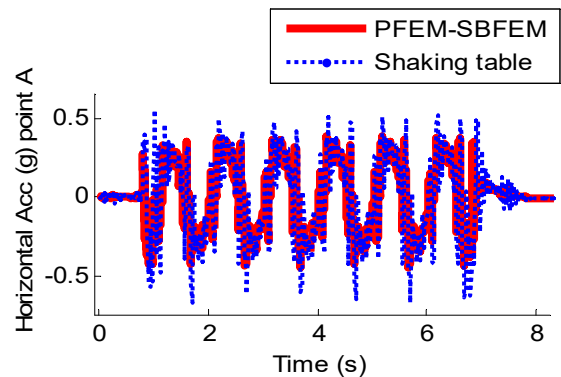 PFEM-SBFEM
Shaking table
Horizontal Acc (g) point A
0.5
0
-0.5
0
2
4
6
8
Time (s)